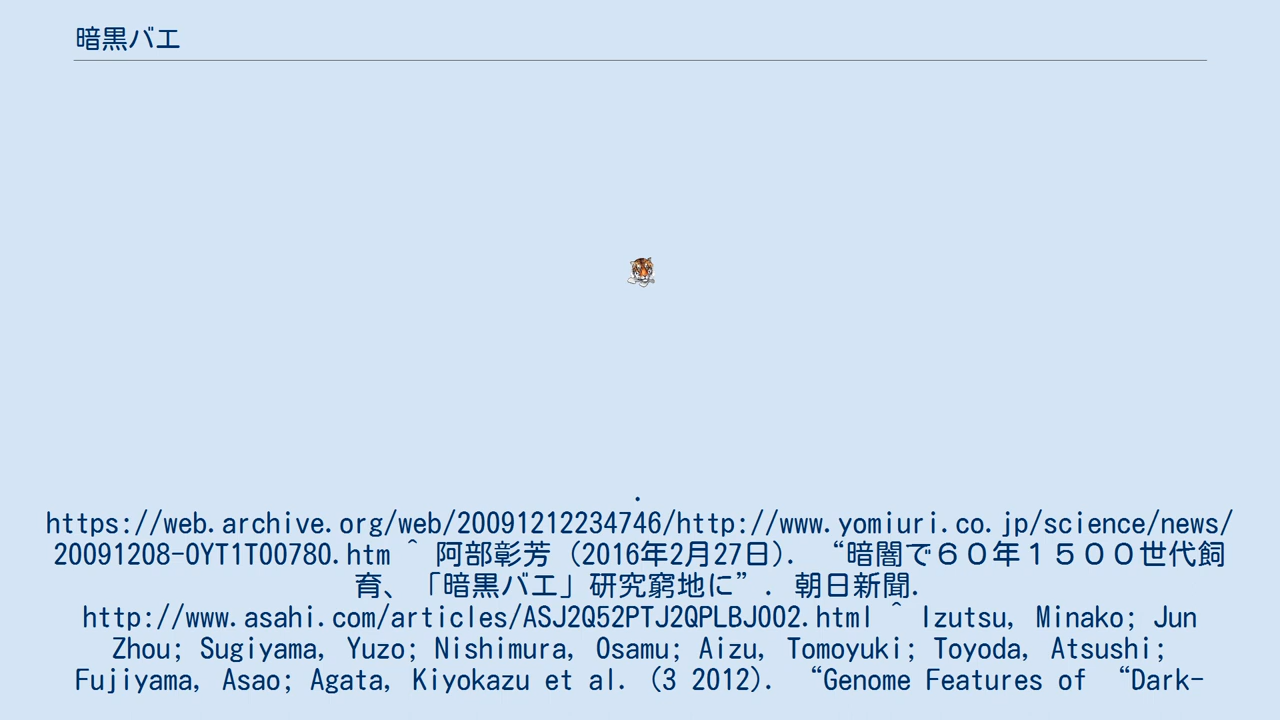 暗黒バエ
.
https://web.archive.org/web/20091212234746/http://www.yomiuri.co.jp/science/news/
20091208-OYT1T00780.htm ^ 阿部彰芳 (2016年2月27日). “暗闇で６０年１５００世代飼
育、「暗黒バエ」研究窮地に”. 朝日新聞.
http://www.asahi.com/articles/ASJ2Q52PTJ2QPLBJ002.html ^ Izutsu, Minako; Jun
Zhou; Sugiyama, Yuzo; Nishimura, Osamu; Aizu, Tomoyuki; Toyoda, Atsushi;
Fujiyama, Asao; Agata, Kiyokazu et al. (3 2012). “Genome Features of “Dark-